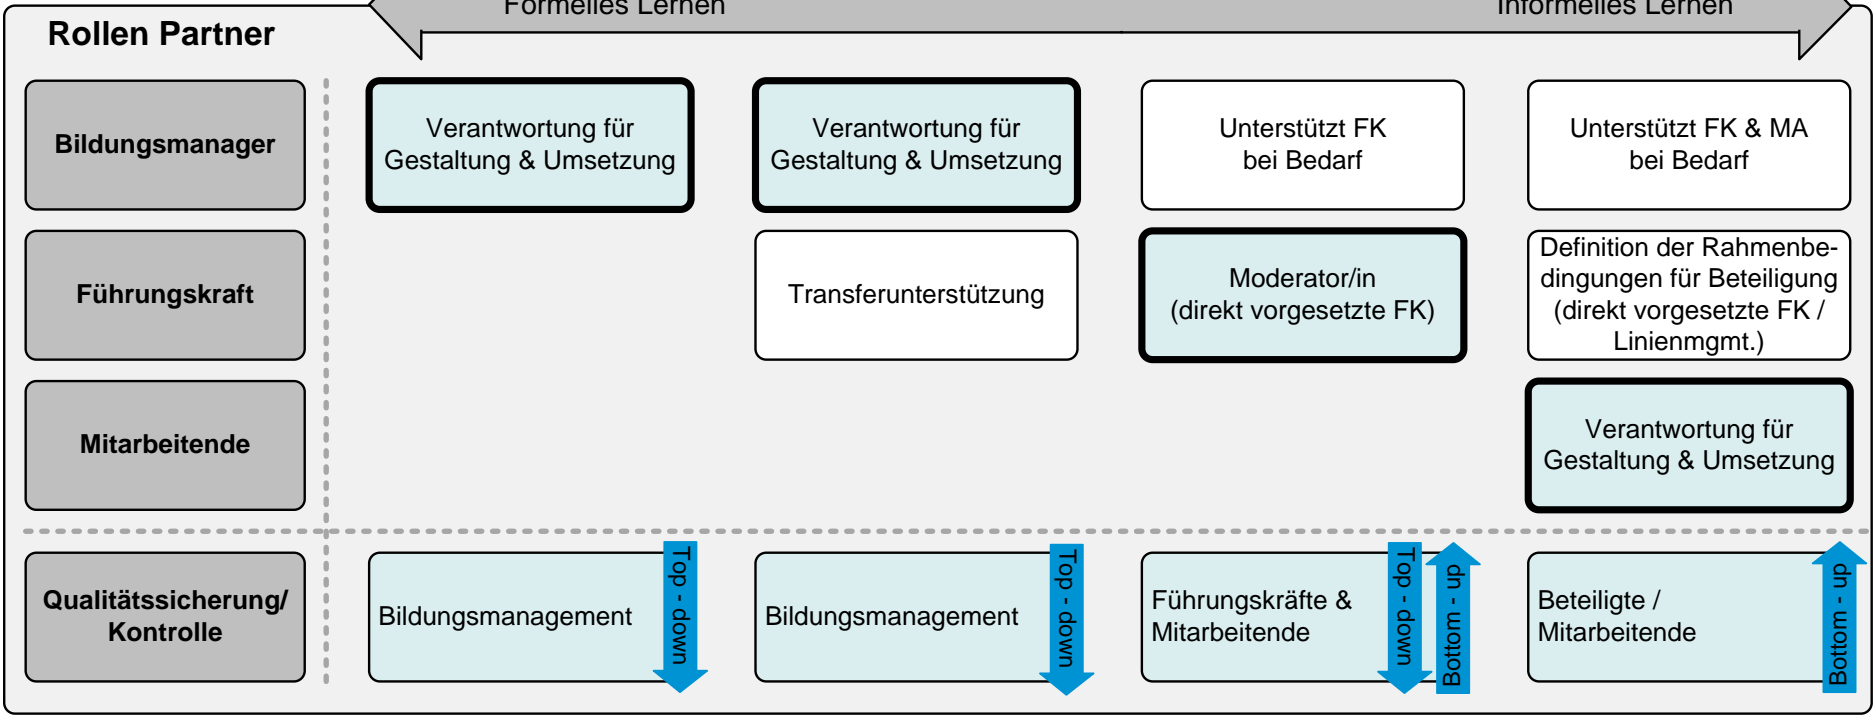 Formelles Lernen
Informelles Lernen
Rollen Partner
Bildungsmanager
Verantwortung für
Gestaltung & Umsetzung
Verantwortung für
Gestaltung & Umsetzung
Unterstützt FK
bei Bedarf
Unterstützt FK & MA
bei Bedarf
Führungskraft
Transferunterstützung
Moderator/in
(direkt vorgesetzte FK)
Definition der Rahmenbe-
dingungen für Beteiligung
(direkt vorgesetzte FK /
Linienmgmt.)
Mitarbeitende
Verantwortung für
Gestaltung & Umsetzung
Qualitätssicherung/
Kontrolle
Bildungsmanagement
Top - down
Bildungsmanagement
Top - down
Führungskräfte &
Mitarbeitende
Top - down
Bottom - up
Beteiligte /
Mitarbeitende
Bottom - up